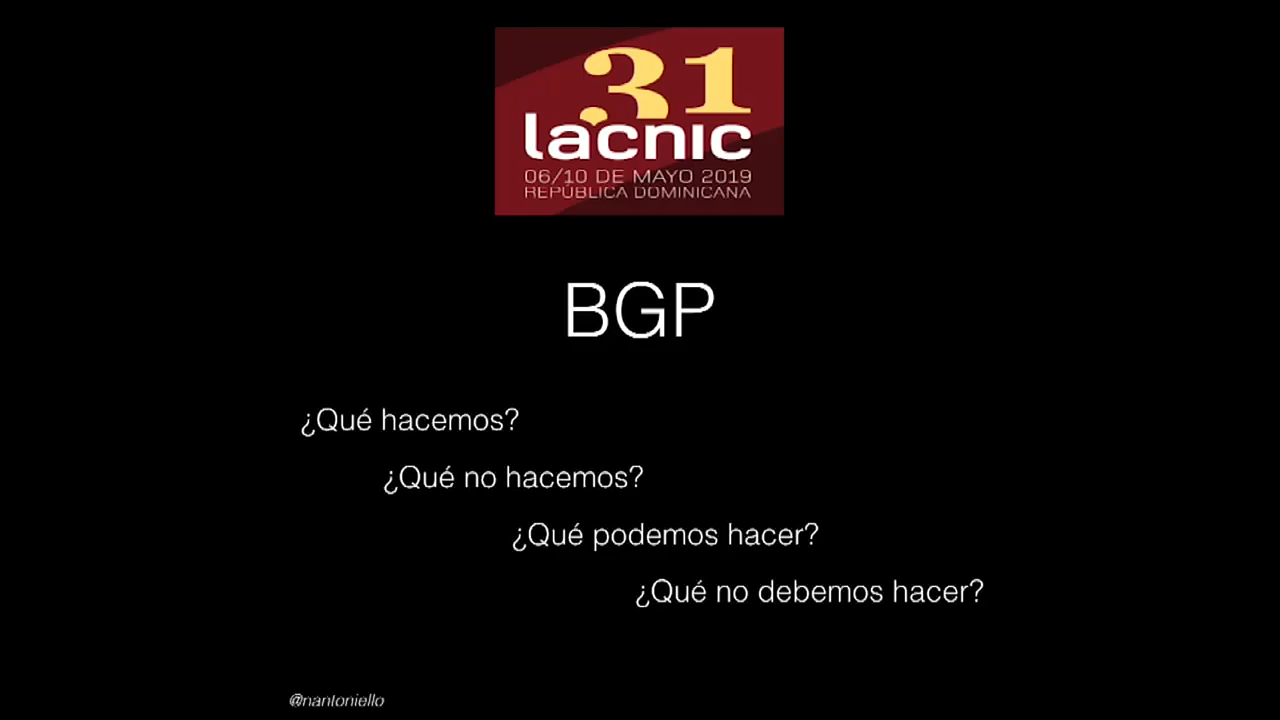 31
lacnic
06/10 DE MAYO 2019
REPÚBLICA DOMINICANA
BGP
¿Qué hacemos?
¿Qué no hacemos?
¿Qué podemos hacer?
¿Qué no debemos hacer?
@nantoniello